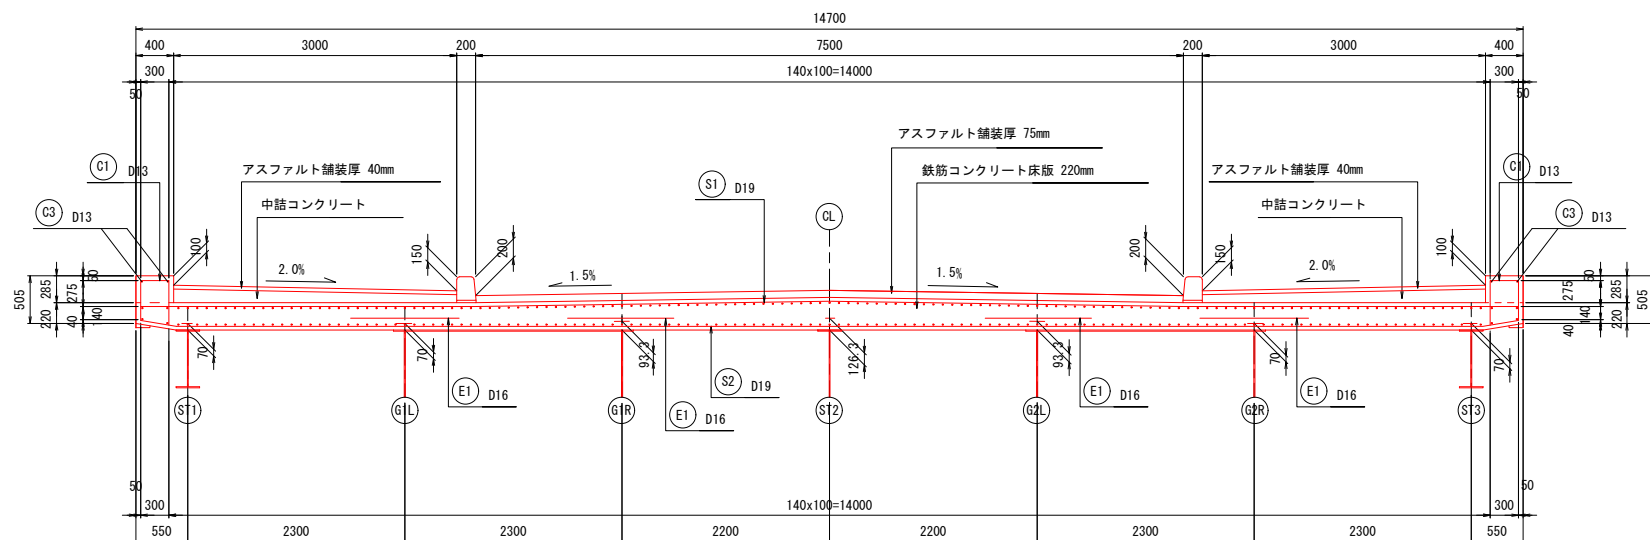 14700
400 3000 200 7500 200 3000 400
300 140x100=14000 300
50 50
アスファルト舗装厚 75mm
C1 D13 アスファルト舗装厚 40mm S1 D19 鉄筋コンクリート床版 220mm アスファルト舗装厚 40mm C1 D13
C3 D13 中詰コンクリート CL 中詰コンクリート C3 D13
100 150 200 200 150 100
2.0% 1.5% 1.5% 2.0%
505 285 220 275 40 140 60 60 275 140 40 285 220 505
70 70 93.3 126.3 93.3 70 70
E1 D16 E1 D16 S2 D19 E1 D16 E1 D16
ST1 G1L G1R ST2 G2L G2R ST3
50 50
300 140x100=14000 300
550 2300 2300 2200 2200 2300 2300 550